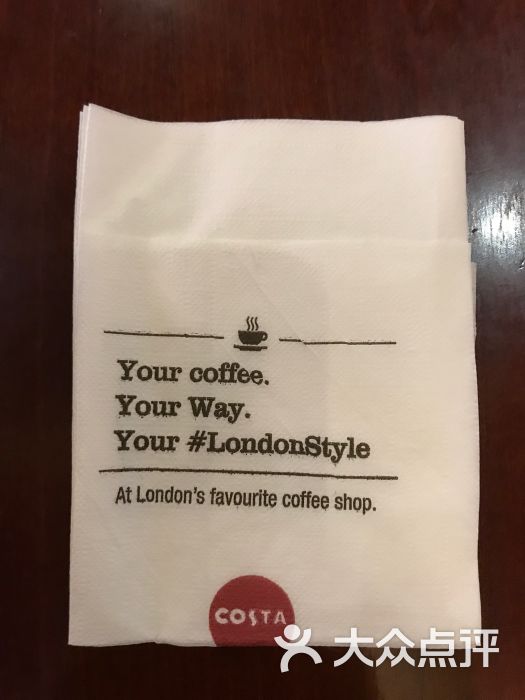 Your coffee.
Your Way.
Your #LondonStyle
At London's favourite coffee shop.
COSTA
大众点评